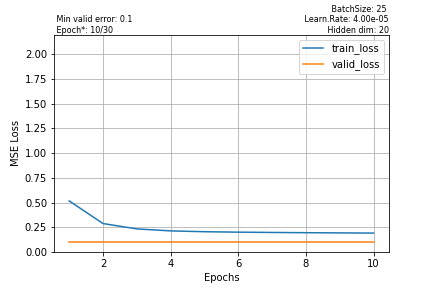 BatchSize: 25
Min valid error: 0.1
Learn.Rate: 4.00e-05
Epoch*: 10/30
Hidden dim: 20
train_loss
valid_loss
2.00
1.75
1.50
1.25
1.00
0.75
0.50
0.25
0.00
MSE Loss
2 4 6 8 10
Epochs